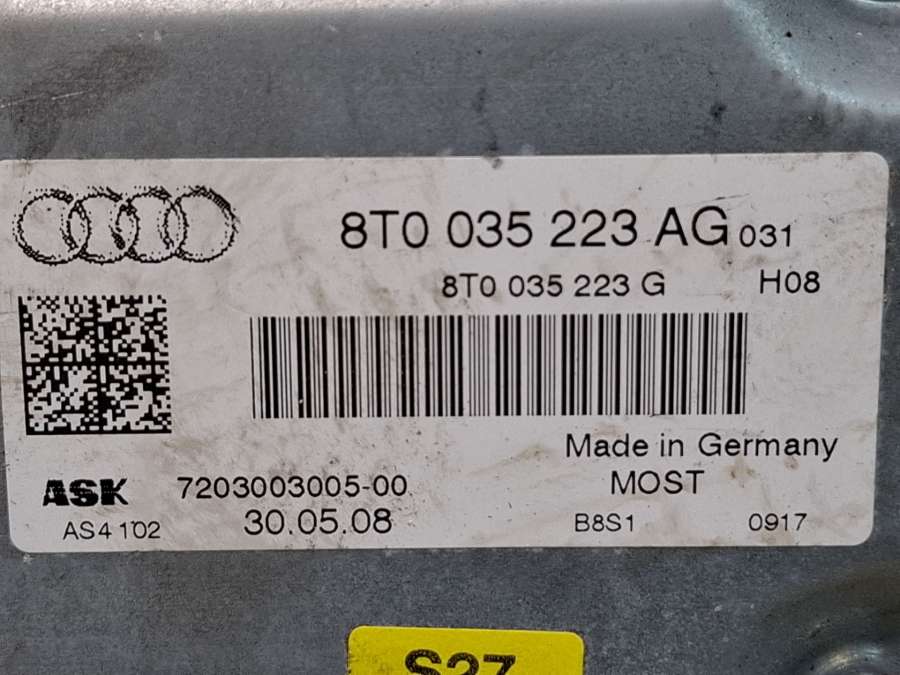 8T0 035 223 AG 031
8T0 035 223 G H08
Made in Germany
ASK 7203003005-00 MOST
AS4 102 30.05.08 B8S1 0917
S27